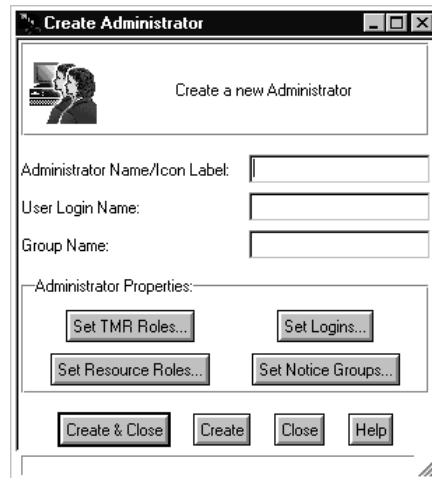 Create Administrator
Create a new Administrator
Administrator Name/Icon Label:
User Login Name:
Group Name:
Administrator Properties:
Set TMR Roles... Set Logins...
Set Resource Roles... Set Notice Groups...
Create & Close Create Close Help